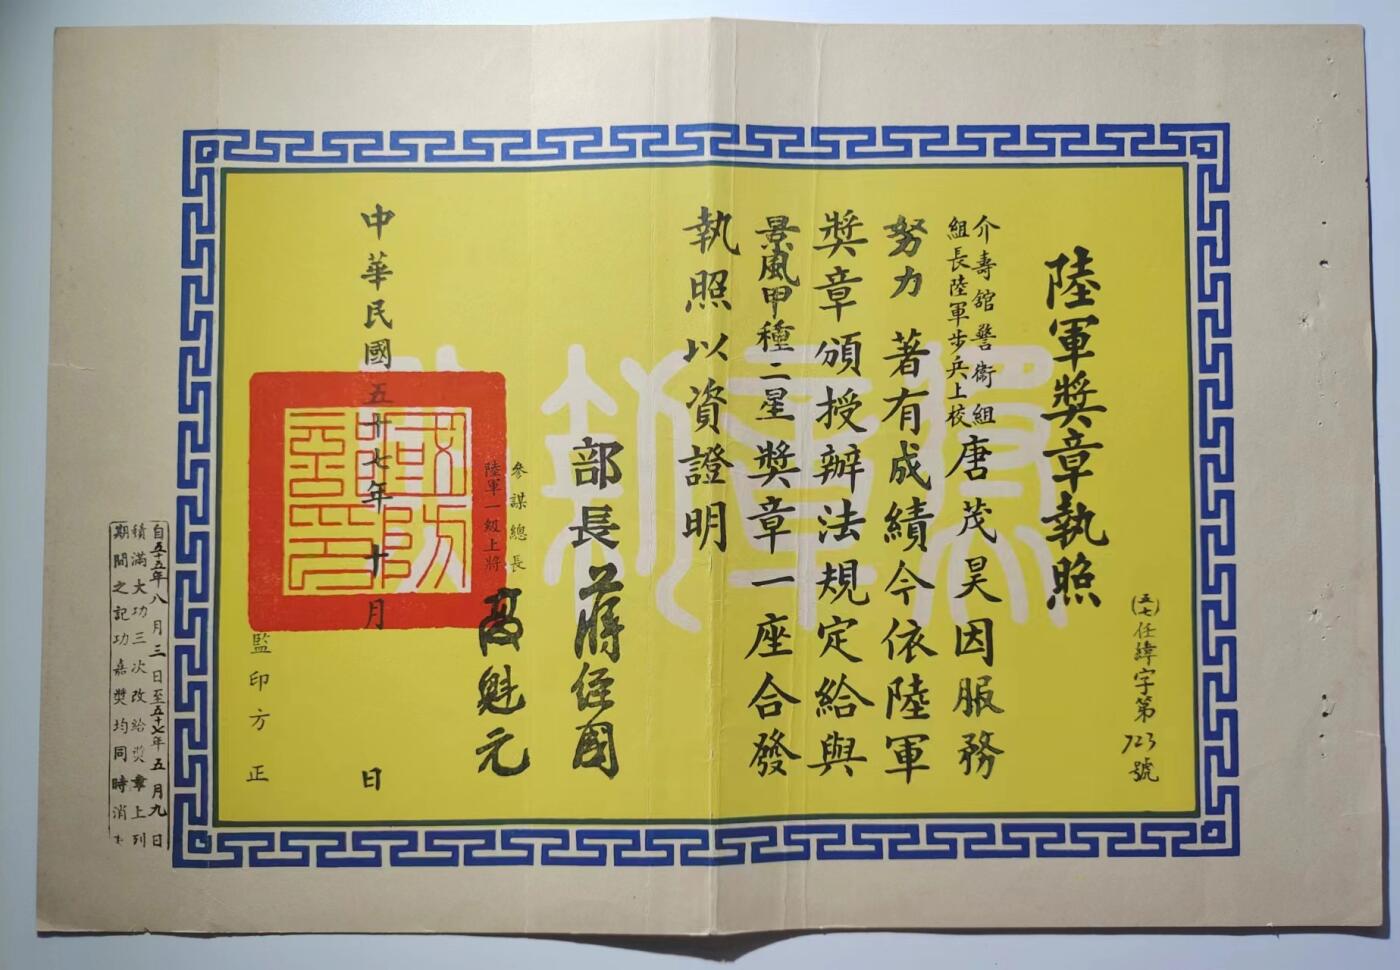 陸軍獎章執照
(五七)任緯字第723號
介壽舘警衛組
組長陸軍步兵上校
唐茂昊因服務
努力著有成績今依陸軍
獎章頒授辦法規定給與
景風甲種二星獎章一座合發
執照以資證明
部長蔣經國
參謀總長
陸軍一級上將
高魁元
中華民國五十七年十月日
國防部印
監印方正
自五十五年八月三日至五十七年五月九日
積滿大功三次改給獎章上列
期間之記功嘉獎均同時消